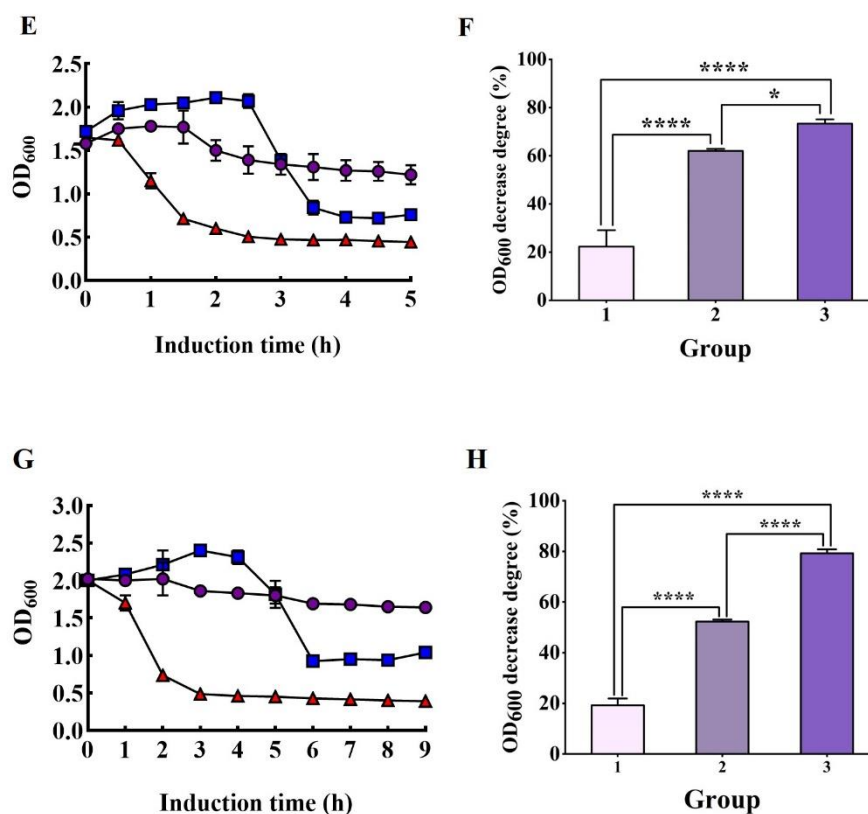 E
2.5
2.0
1.5
1.0
0.5
0.0
OD600
0 1 2 3 4 5
Induction time (h)
F
100
80
60
40
20
0
OD600 decrease degree (%)
****
**** *
1 2 3
Group
G
3.0
2.5
2.0
1.5
1.0
0.5
0.0
OD600
0 1 2 3 4 5 6 7 8 9
Induction time (h)
H
100
80
60
40
20
0
OD600 decrease degree (%)
****
****
****
1 2 3
Group